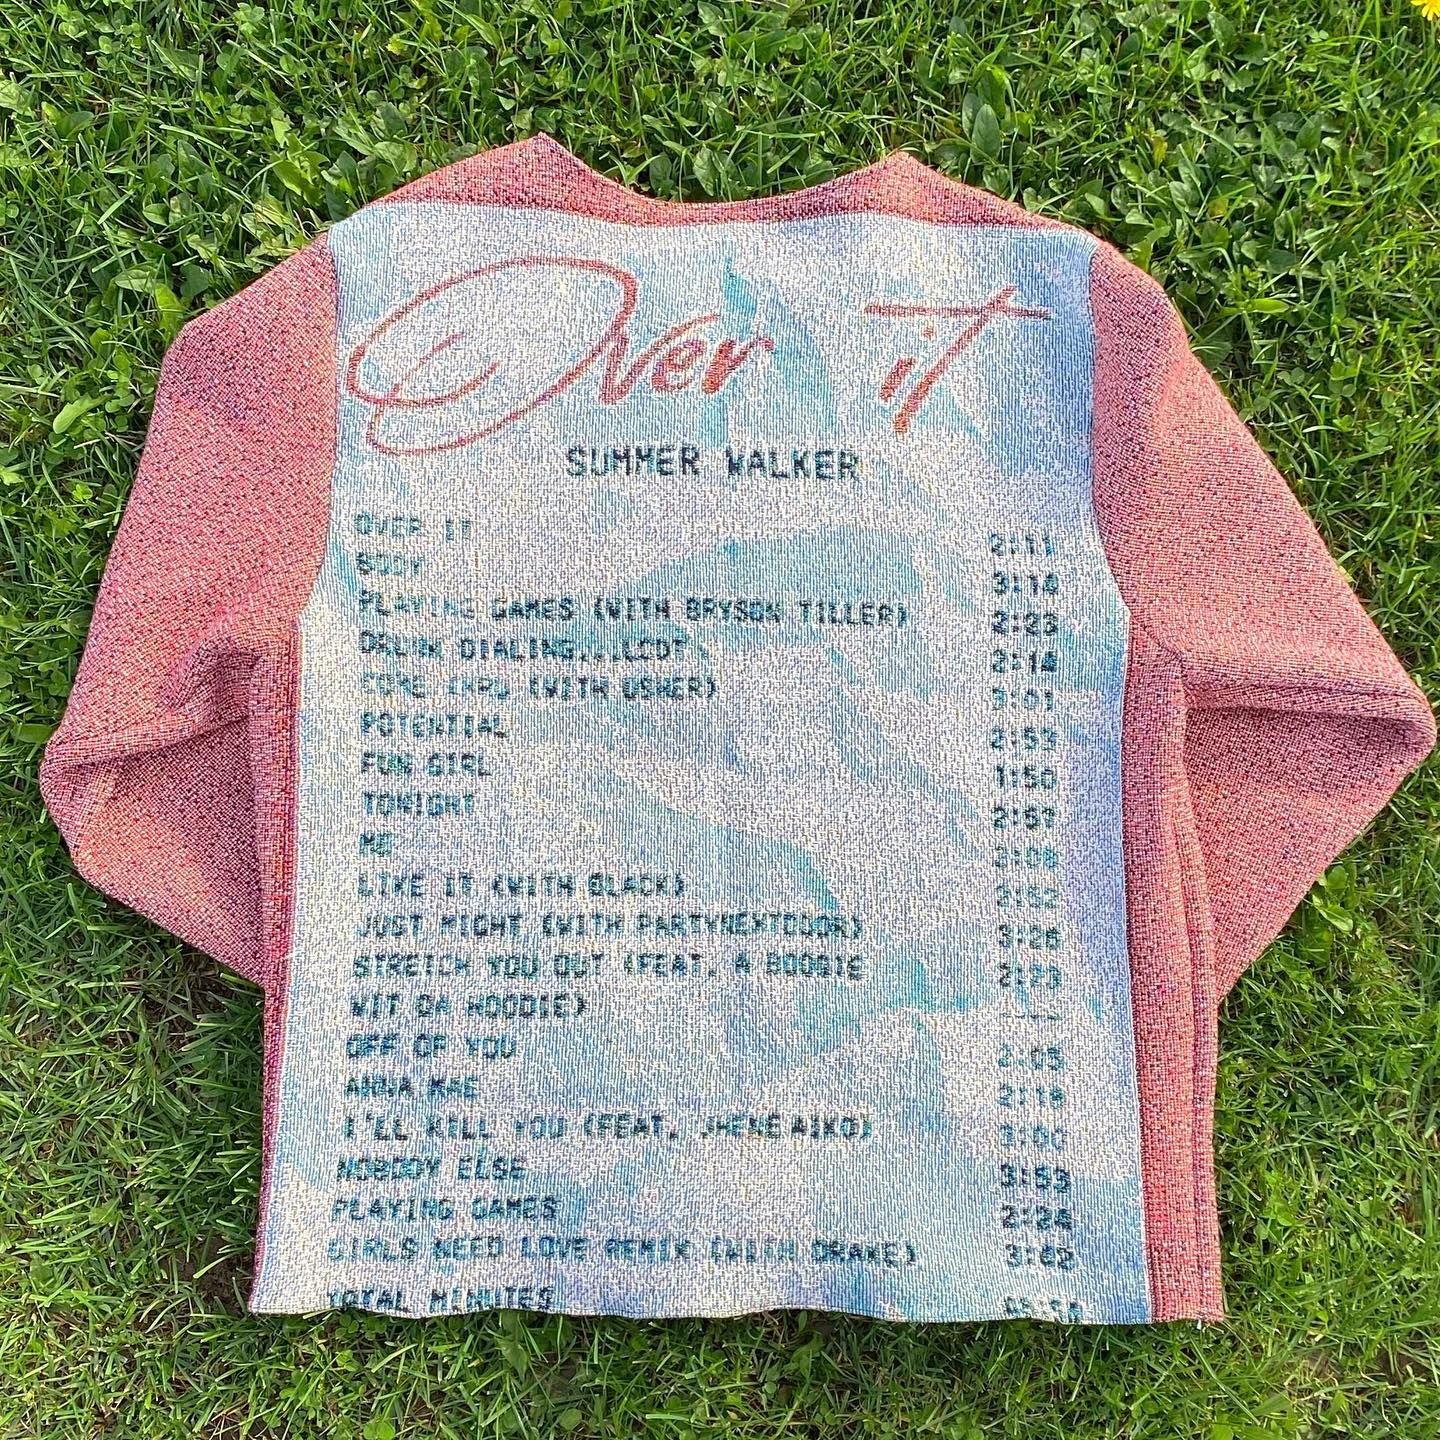 Over it
SUMMER WALKER
OVER IT 2:11
BODY 3:14
PLAYING GAMES (WITH BRYSON TILLER) 2:23
DRUNK DIALING...LODT 2:14
COME THRU (WITH USHER) 3:01
POTENTIAL 2:53
FUN GIRL 1:50
TONIGHT 2:57
ME 3:08
LIKE IT (WITH 6LACK) 2:52
JUST MIGHT (WITH PARTYNEXTDOOR) 3:26
STRETCH YOU OUT (FEAT. A BOOGIE
WIT DA HOODIE) ---
OFF OF YOU 2:05
ANNA MAE 2:18
I'LL KILL YOU (FEAT. JHENE AIKO) 3:00
NOBODY ELSE 3:53
PLAYING GAMES 2:24
GIRLS NEED LOVE REMIX (WITH DRAKE) 3:42
TOTAL MINUTES